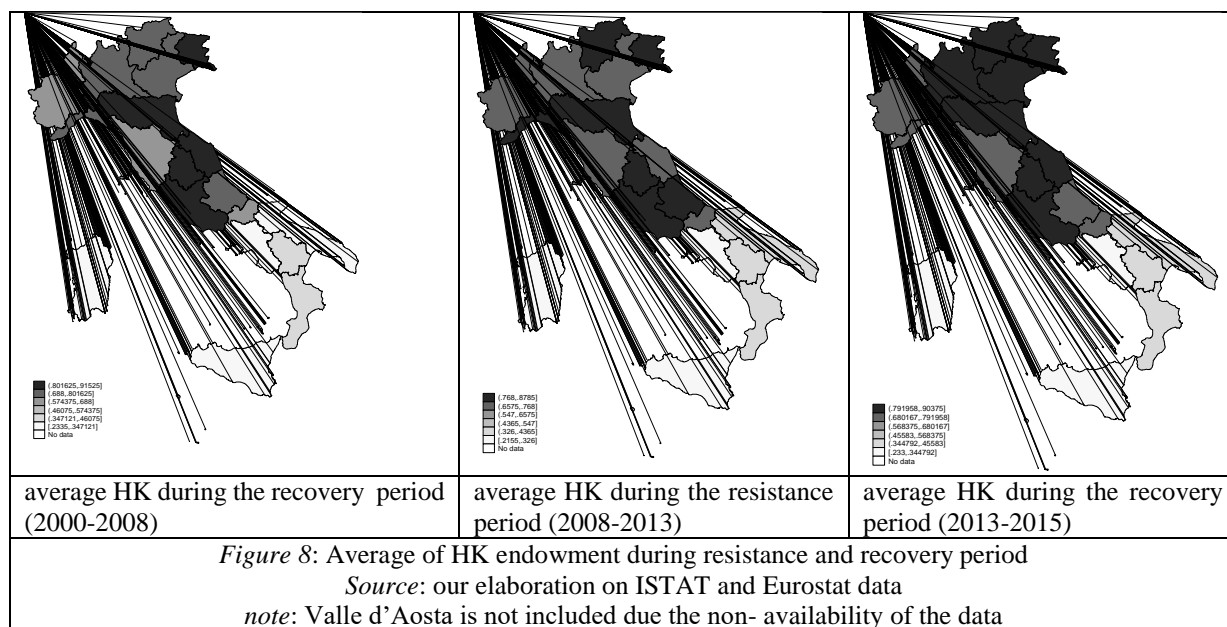 (.801625,.91525]
(.688,.801625]
(.574375,.688]
(.46075,.574375]
(.347121,.46075]
[.2335,.347121]
No data
(.768,.8785]
(.6575,.768]
(.547,.6575]
(.4365,.547]
(.326,.4365]
[.2155,.326]
No data
(.791958,.90375]
(.680167,.791958]
(.568375,.680167]
(.45583,.568375]
(.344792,.45583]
[.233,.344792]
No data
average HK during the recovery period
(2000-2008)
average HK during the resistance
period (2008-2013)
average HK during the recovery
period (2013-2015)
Figure 8: Average of HK endowment during resistance and recovery period
Source: our elaboration on ISTAT and Eurostat data
note: Valle d’Aosta is not included due the non- availability of the data